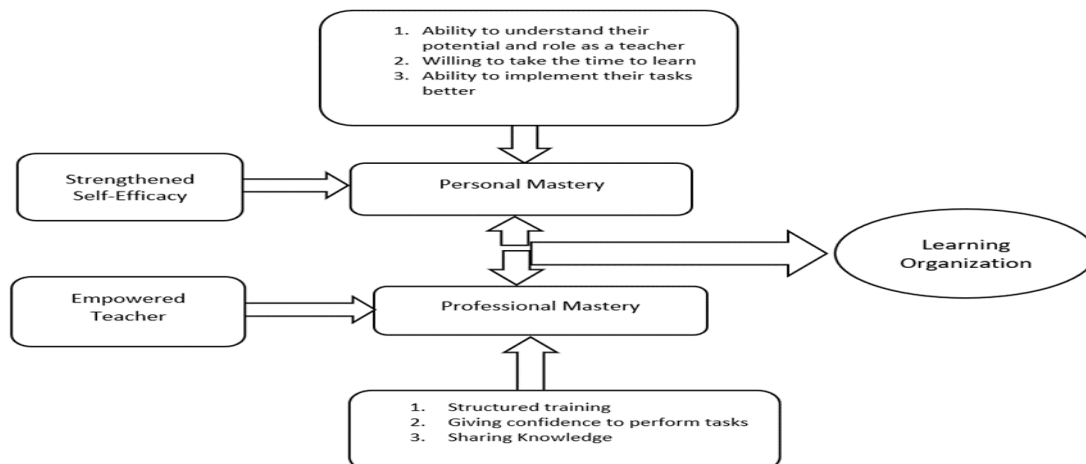 1. Ability to understand their
potential and role as a teacher
2. Willing to take the time to learn
3. Ability to implement their tasks
better
Strengthened
Self-Efficacy
Personal Mastery
Learning
Organization
Empowered
Teacher
Professional Mastery
1. Structured training
2. Giving confidence to perform tasks
3. Sharing Knowledge